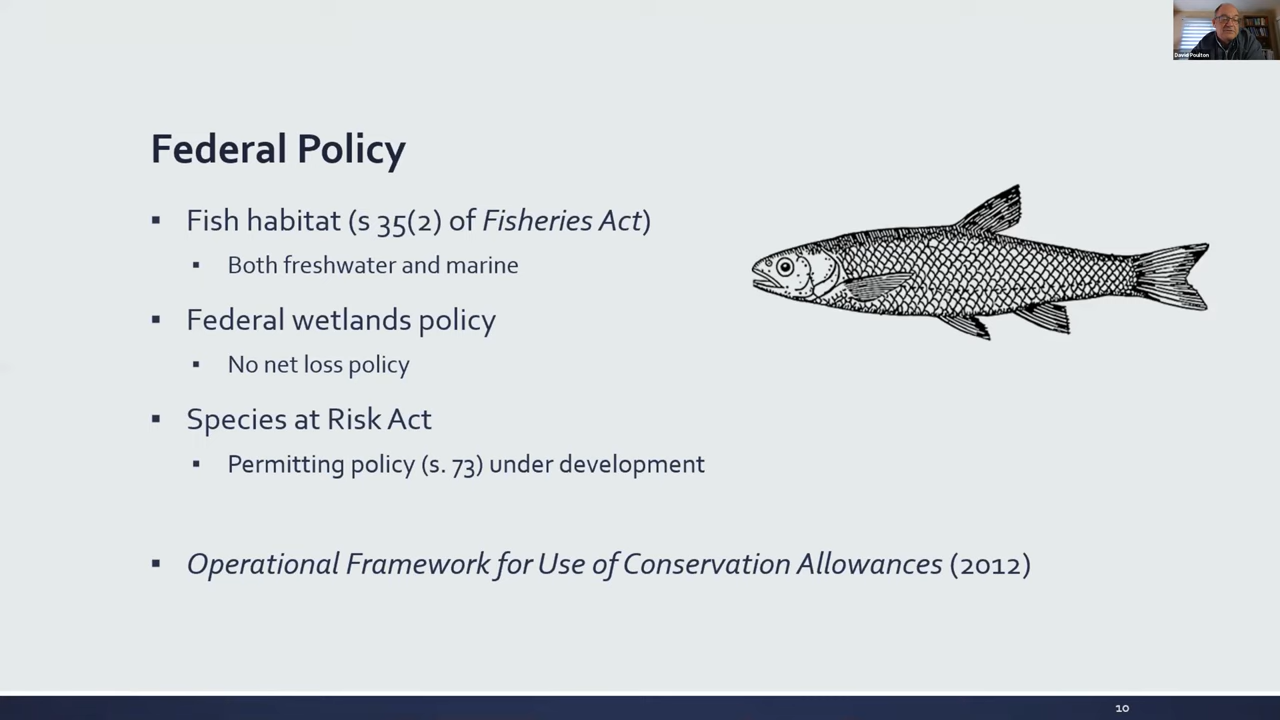 David Poulton
Federal Policy
▪ Fish habitat (s 35(2) of Fisheries Act)
▪ Both freshwater and marine
▪ Federal wetlands policy
▪ No net loss policy
▪ Species at Risk Act
▪ Permitting policy (s. 73) under development
▪ Operational Framework for Use of Conservation Allowances (2012)
10